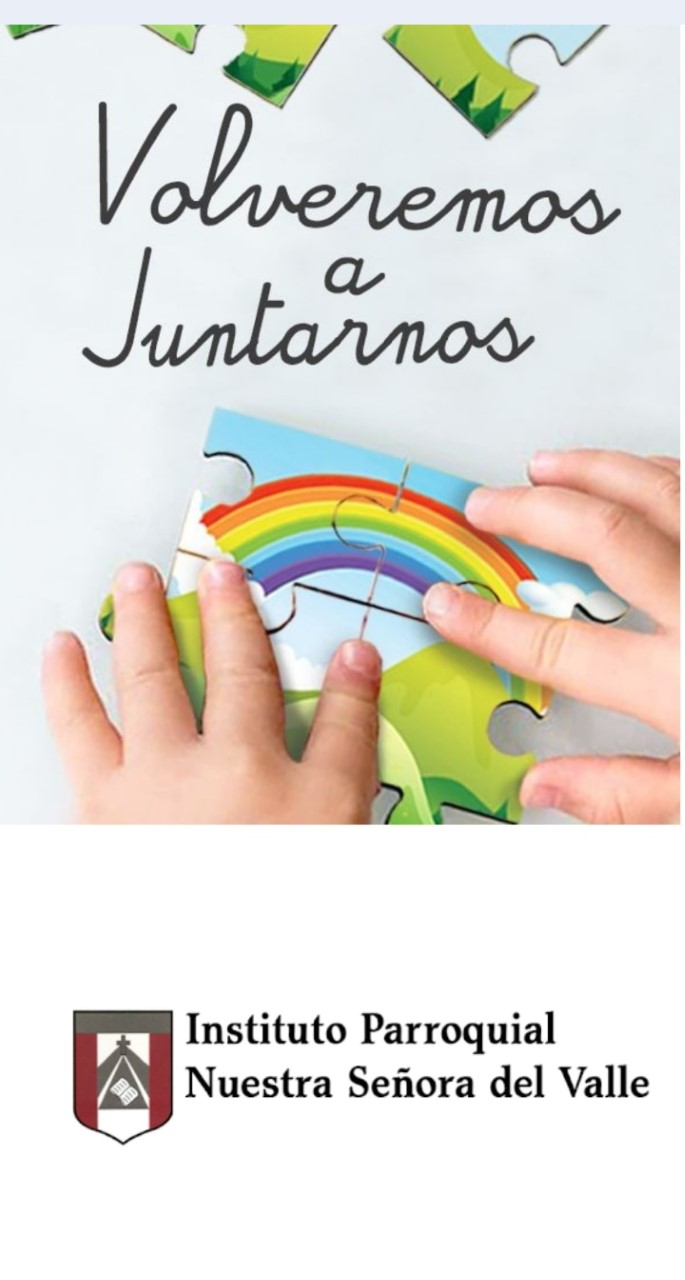 Volveremos
a
Juntarnos
Instituto Parroquial
Nuestra Señora del Valle